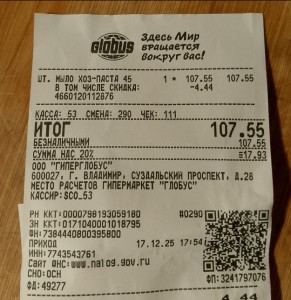 Globus
Здесь Мир
вращается
вокруг вас!
ШТ. МЫЛО ХОЗ-ПАСТА 45 1 * 107.55 107.55
В ТОМ ЧИСЛЕ СКИДКА: -4.44
4660120112876
КАССА: 53 СМЕНА: 290 ЧЕК: 111
ИТОГ 107.55
БЕЗНАЛИЧНЫМИ =107.55
СУММА НДС 20% =17.93
ООО "ГИПЕРГЛОБУС"
600027, Г. ВЛАДИМИР, СУЗДАЛЬСКИЙ ПРОСПЕКТ, Д.28
МЕСТО РАСЧЕТОВ ГИПЕРМАРКЕТ "ГЛОБУС"
КАССИР:SCO_53
РН ККТ:0000798193059180 #0290
ЗН ККТ:0171040001018795
ФН:7384440800395800
ПРИХОД 17.12.25 17:54
ИНН:7743543761
Сайт ФНС:www.nalog.gov.ru
СНО:ОСН
ФД:49277 ФП: 3241797076